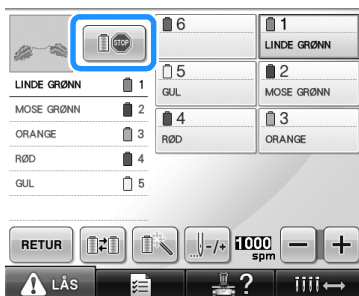 STOP
LINDE GRØNN 1
MOSE GRØNN 2
ORANGE 3
RØD 4
GUL 5
6
1
LINDE GRØNN
5
GUL
2
MOSE GRØNN
4
RØD
3
ORANGE
RETUR
-/+
1000
spm
− +
LÅS
?